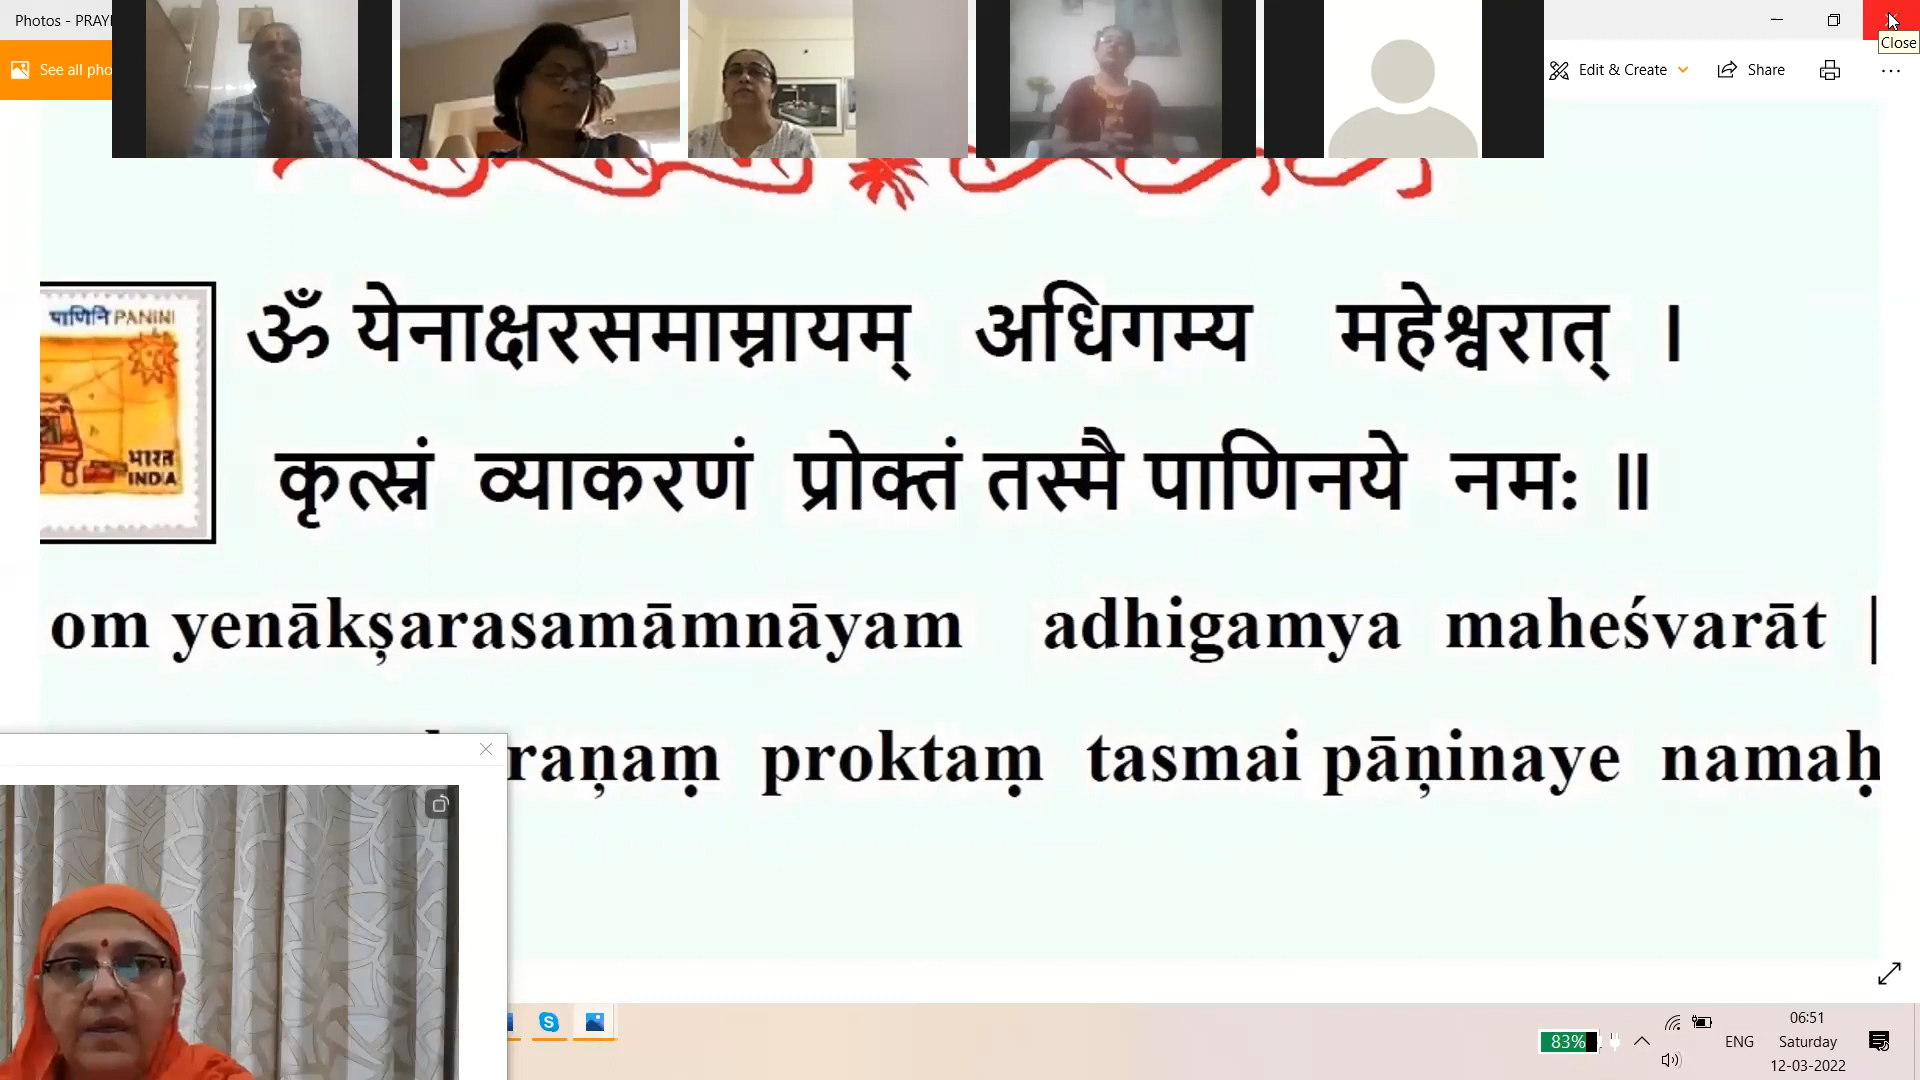 Photos - PRAY
Close
See all pho
Edit & Create
Share
पाणिनि PANINI
भारत
INDIA
ॐ येनाक्षरसमाम्नायम् अधिगम्य महेश्वरात् ।
कृत्स्नं व्याकरणं प्रोक्तं तस्मै पाणिनये नमः ॥
om yenākṣarasamāmnāyam adhigamya maheśvarāt |
raṇaṃ proktaṃ tasmai pāṇinaye namaḥ
83%
ENG
06:51
Saturday
12-03-2022